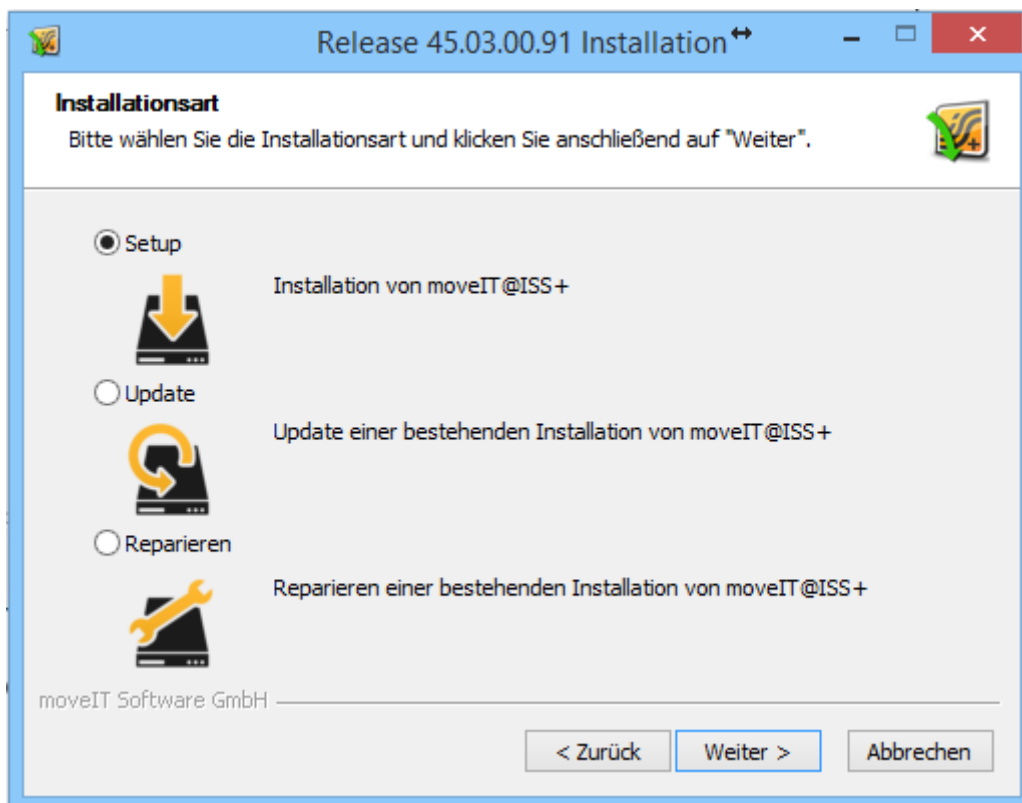 Release 45.03.00.91 Installation
Installationsart
Bitte wählen Sie die Installationsart und klicken Sie anschließend auf "Weiter".
Setup
Installation von moveIT@ISS+
Update
Update einer bestehenden Installation von moveIT@ISS+
Reparieren
Reparieren einer bestehenden Installation von moveIT@ISS+
moveIT Software GmbH
< Zurück Weiter > Abbrechen